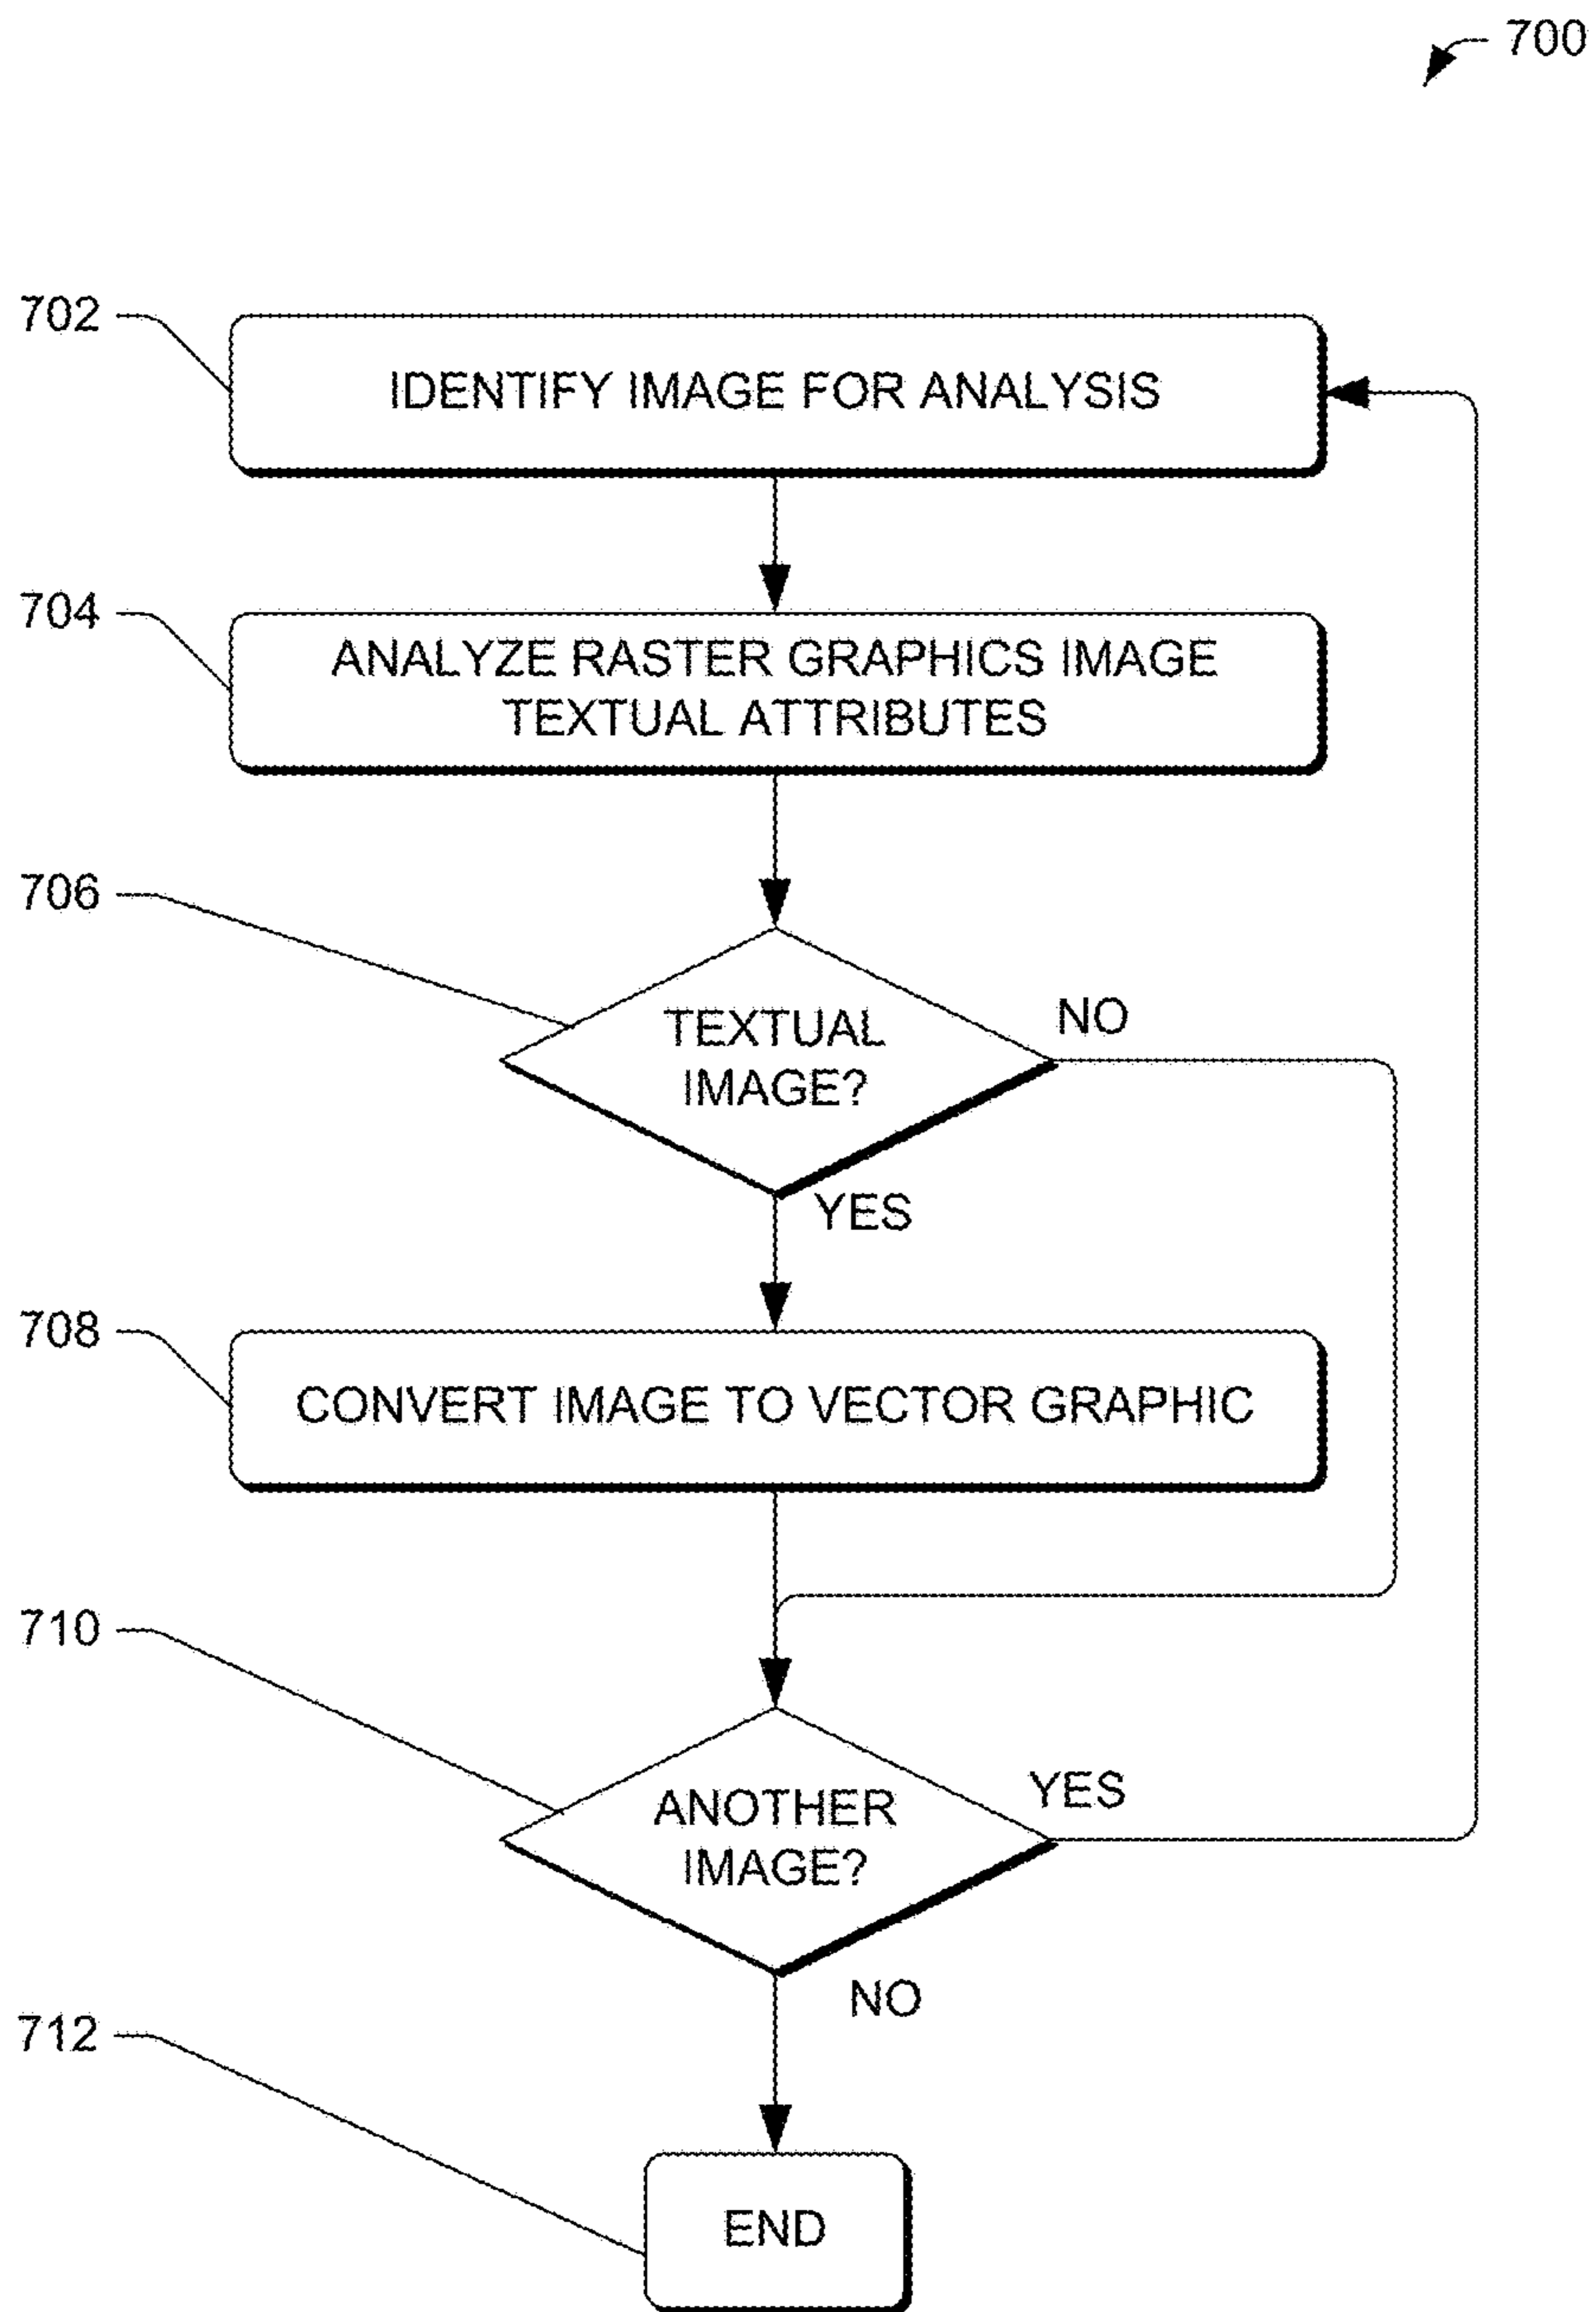 700
702
IDENTIFY IMAGE FOR ANALYSIS
704
ANALYZE RASTER GRAPHICS IMAGE
TEXTUAL ATTRIBUTES
706
TEXTUAL
IMAGE?
NO
YES
708
CONVERT IMAGE TO VECTOR GRAPHIC
710
ANOTHER
IMAGE?
YES
NO
712
END